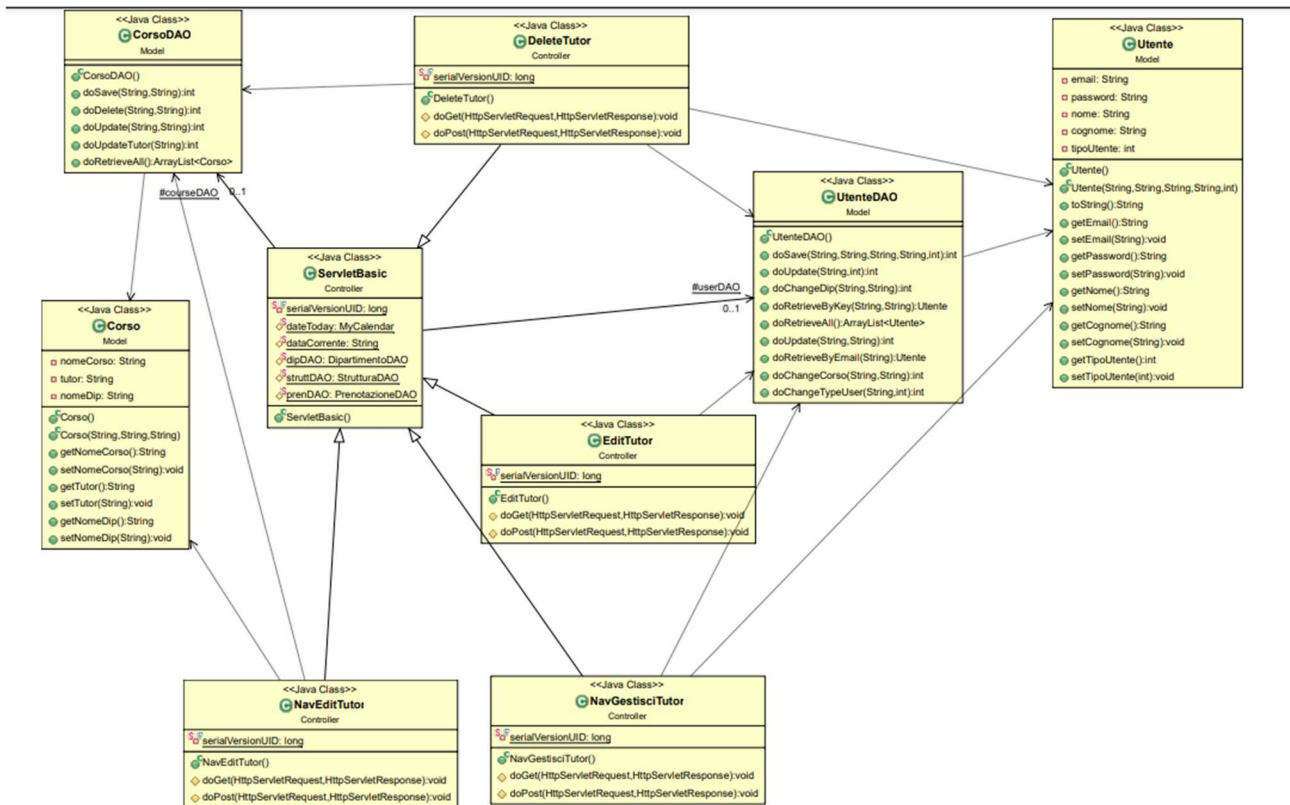 <<Java Class>>
CorsoDAO
Model
CorsoDAO()
doSave(String,String):int
doDelete(String,String):int
doUpdate(String,String):int
doUpdateTutor(String):int
doRetrieveAll():ArrayList<Corso>
<<Java Class>>
DeleteTutor
Controller
serialVersionUID: long
DeleteTutor()
doGet(HttpServletRequest,HttpServletResponse):void
doPost(HttpServletRequest,HttpServletResponse):void
<<Java Class>>
Utente
Model
email: String
password: String
nome: String
cognome: String
tipoUtente: int
Utente()
Utente(String,String,String,String,int)
toString():String
getEmail():String
setEmail(String):void
getPassword():String
setPassword(String):void
getNome():String
setNome(String):void
getCognome():String
setCognome(String):void
getTipoUtente():int
setTipoUtente(int):void
#courseDAO
0..1
<<Java Class>>
UtenteDAO
Model
UtenteDAO()
doSave(String,String,String,String,int):int
doUpdate(String,int):int
doChangeDip(String,String):int
doRetrieveByKey(String,String):Utente
doRetrieveAll():ArrayList<Utente>
doUpdate(String,String):int
doRetrieveByEmail(String):Utente
doChangeCorso(String,String):int
doChangeTypeUser(String,int):int
<<Java Class>>
ServletBasic
Controller
serialVersionUID: long
dateToday: MyCalendar
dataCorrente: String
dipDAO: DipartimentoDAO
struttDAO: StrutturaDAO
prenDAO: PrenotazioneDAO
ServletBasic()
#userDAO
0..1
<<Java Class>>
Corso
Model
nomeCorso: String
tutor: String
nomeDip: String
Corso()
Corso(String,String,String)
getNomeCorso():String
setNomeCorso(String):void
getTutor():String
setTutor(String):void
getNomeDip():String
setNomeDip(String):void
<<Java Class>>
EditTutor
Controller
serialVersionUID: long
EditTutor()
doGet(HttpServletRequest,HttpServletResponse):void
doPost(HttpServletRequest,HttpServletResponse):void
<<Java Class>>
NavEditTutor
Controller
serialVersionUID: long
NavEditTutor()
doGet(HttpServletRequest,HttpServletResponse):void
doPost(HttpServletRequest,HttpServletResponse):void
<<Java Class>>
NavGestisciTutor
Controller
serialVersionUID: long
NavGestisciTutor()
doGet(HttpServletRequest,HttpServletResponse):void
doPost(HttpServletRequest,HttpServletResponse):void